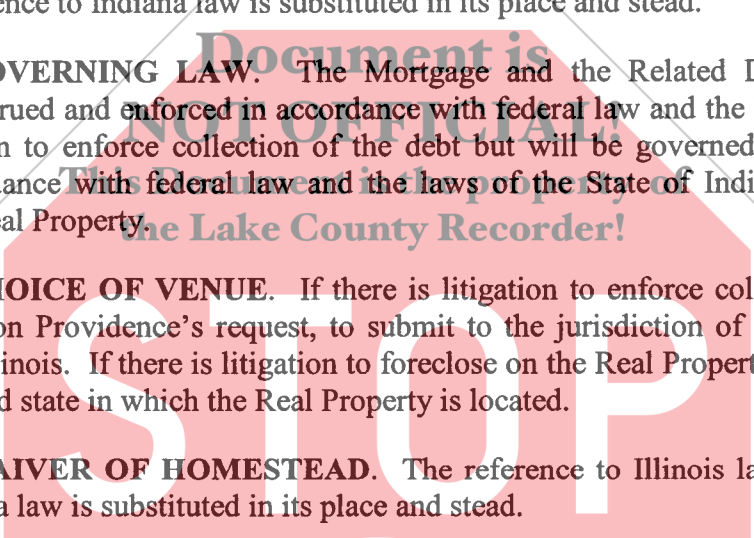 ence to Indiana law is substituted in its place and stead.
Document is
OVERNING LAW. The Mortgage and the Related D
rued and enforced in accordance with federal law and the
NOT OFFICIAL!
n to enforce collection of the debt but will be governed
This Document is the property of
ance with federal law and the laws of the State of Indi
eal Property.
the Lake County Recorder!
HOICE OF VENUE. If there is litigation to enforce col
on Providence's request, to submit to the jurisdiction of
inois. If there is litigation to foreclose on the Real Propert
d state in which the Real Property is located.
STOP
AIVER OF HOMESTEAD. The reference to Illinois la
a law is substituted in its place and stead.